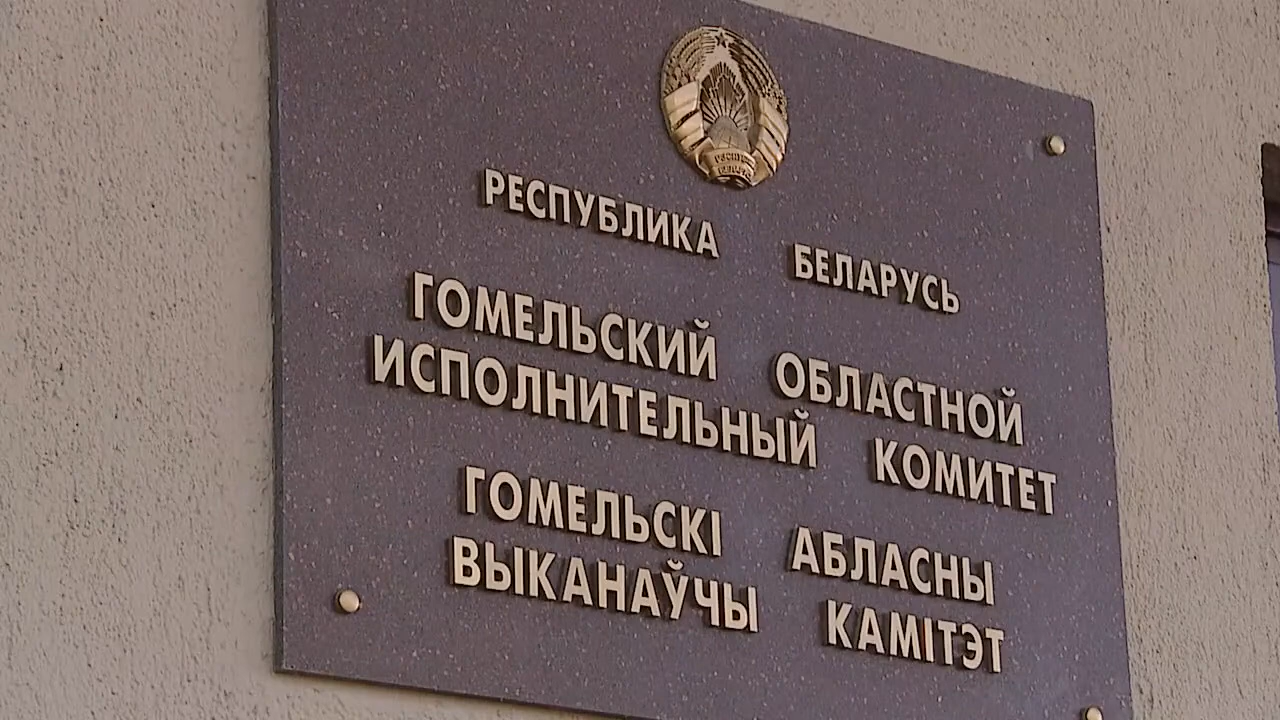 РЕСПУБЛИКА БЕЛАРУСЬ
ГОМЕЛЬСКИЙ ОБЛАСТНОЙ
ИСПОЛНИТЕЛЬНЫЙ КОМИТЕТ
ГОМЕЛЬСКІ АБЛАСНЫ
ВЫКАНАЎЧЫ КАМІТЭТ